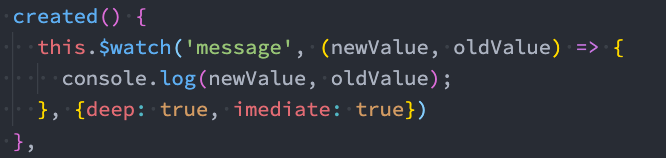 created() {
this.$watch('message', (newValue, oldValue) => {
console.log(newValue, oldValue);
}, {deep: true, imediate: true})
},